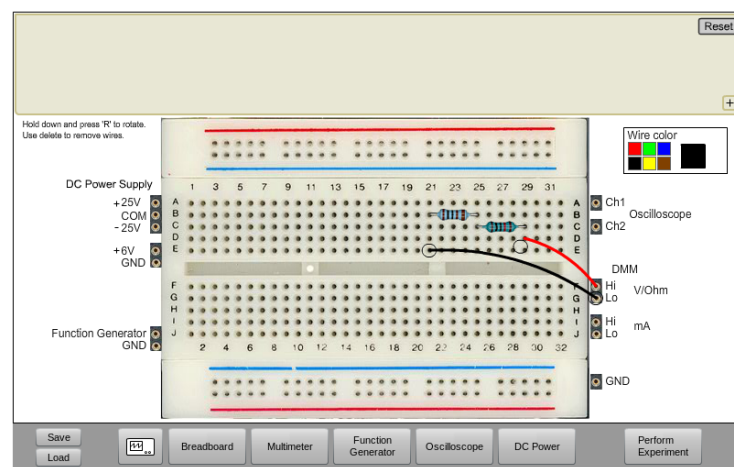 Reset
+
Hold down and press 'R' to rotate.
Use delete to remove wires.
Wire color
DC Power Supply
+25V
COM
-25V
+6V
GND
Function Generator
GND
1 3 5 7 9 11 13 15 17 19 21 23 25 27 29 31
A A
B B
C C
D D
E E
F F
G G
H H
I I
J J
2 4 6 8 10 12 14 16 18 20 22 24 26 28 30 32
Ch1
Oscilloscope
Ch2
DMM
Hi
V/Ohm
Lo
Hi
mA
Lo
GND
Save
Load
Breadboard
Multimeter
Function
Generator
Oscilloscope
DC Power
Perform
Experiment